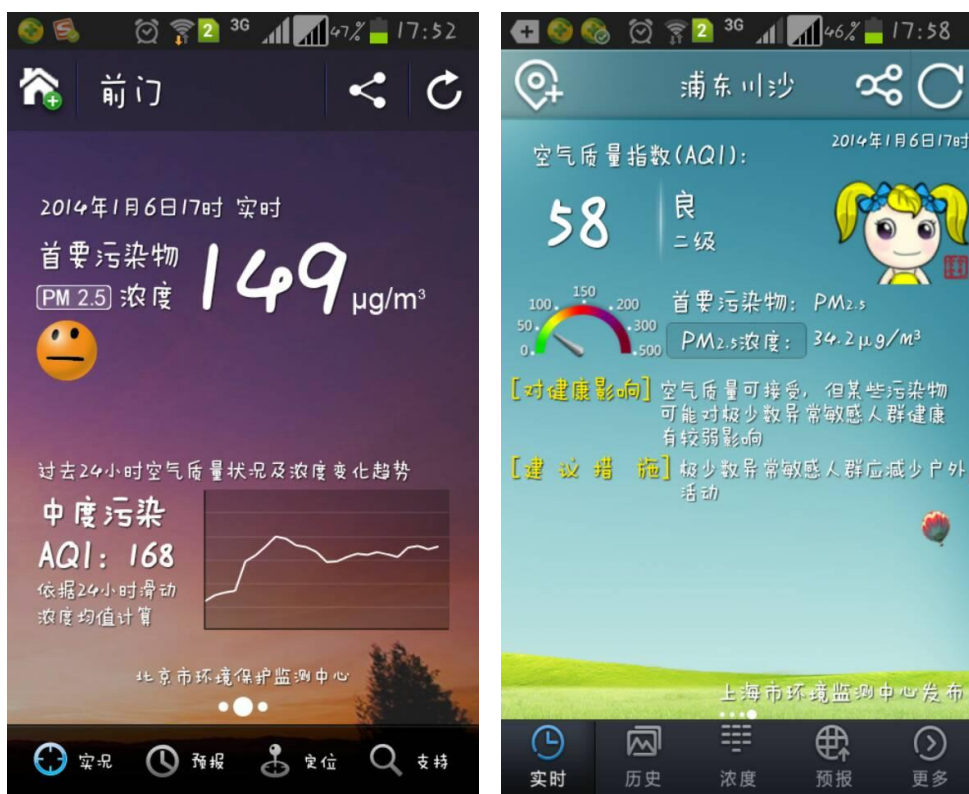 2
3G
47%
17:52
前门
2014年1月6日17时 实时
首要污染物
PM 2.5 浓度
149 μg/m³
过去24小时空气质量状况及浓度变化趋势
中度污染
AQI: 168
依据24小时滑动
浓度均值计算
北京市环境保护监测中心
实况
预报
定位
支持
2
3G
46%
17:58
浦东川沙
2014年1月6日17时
空气质量指数(AQI):
58
良
二级
0
50
100
150
200
300
500
首要污染物: PM2.5
PM2.5浓度: 34.2μg/m³
[对健康影响] 空气质量可接受, 但某些污染物
可能对极少数异常敏感人群健康
有较弱影响
[建议措施] 极少数异常敏感人群应减少户外
活动
上海市环境监测中心发布
实时
历史
浓度
预报
更多